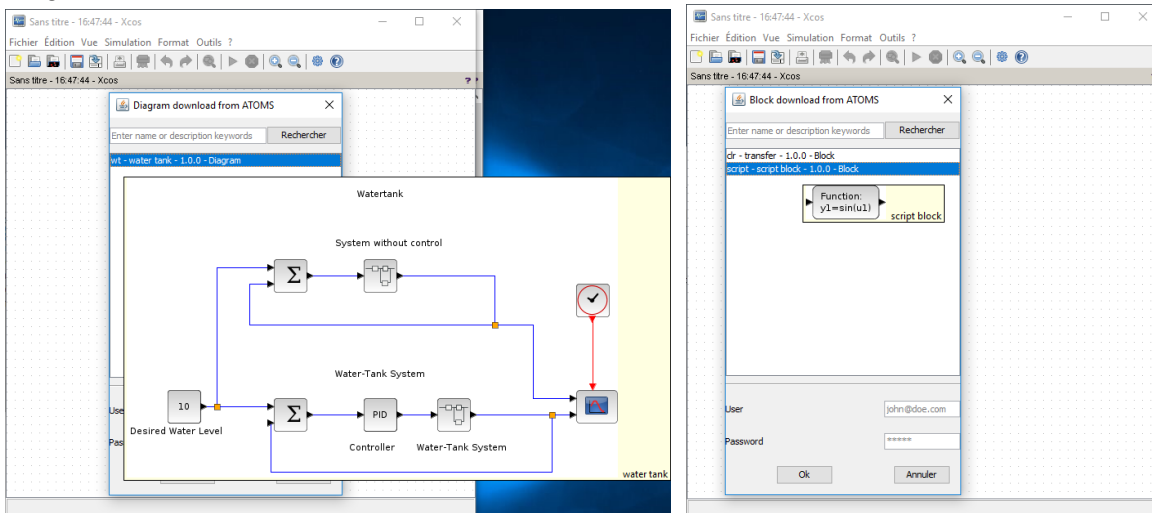 Sans titre - 16:47:44 - Xcos
Fichier Édition Vue Simulation Format Outils ?
Sans titre - 16:47:44 - Xcos
Diagram download from ATOMS
Enter name or description keywords Rechercher
wt - water tank - 1.0.0 - Diagram
Watertank
System without control
Σ
Water-Tank System
10
Σ
PID
Desired Water Level
Controller
Water-Tank System
water tank
Use
Pas
Sans titre - 16:47:44 - Xcos
Fichier Édition Vue Simulation Format Outils ?
Sans titre - 16:47:44 - Xcos
Block download from ATOMS
Enter name or description keywords Rechercher
clr - transfer - 1.0.0 - Block
script - script block - 1.0.0 - Block
Function:
y1=sin(u1)
script block
User john@doe.com
Password *****
Ok Annuler